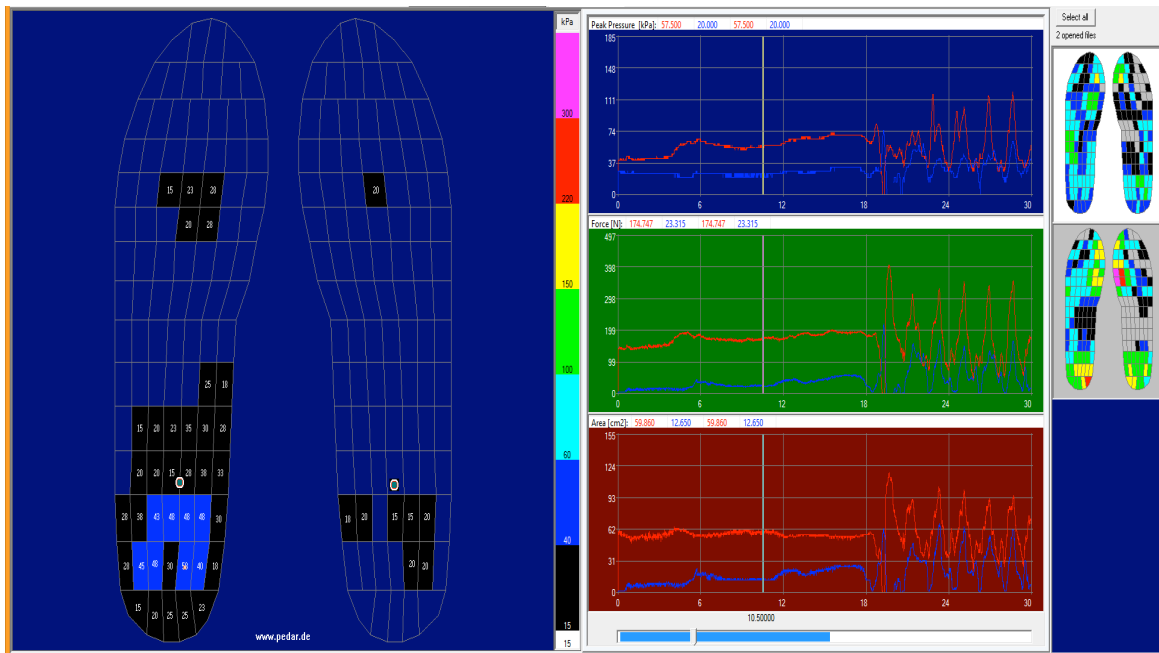 kPa
300
220
150
100
60
40
15
15
15 23 28
28 28
20
25 18
15 20 23 35 30 28
20 20 15 28 38 33
28 38 43 48 48 48 30
28 45 48 30 50 40 18
15 20 25 25 23
18 20 15 15 20
20 20
www.pedar.de
Peak Pressure [kPa]: 57.500 20.000 57.500 20.000
185
148
111
74
37
0
0 6 12 18 24 30
Force [N]: 174.747 23.315 174.747 23.315
497
398
298
199
99
0
0 6 12 18 24 30
Area [cm2]: 59.860 12.650 59.860 12.650
155
124
93
62
31
0
0 6 12 18 24 30
10.50000
Select all
2 opened files